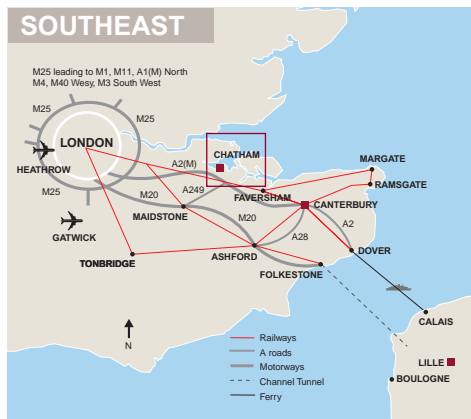 SOUTHEAST
M25 leading to M1, M11, A1(M) North
M4, M40 Wesy, M3 South West
M25
M25
M25
LONDON
HEATHROW
M25
A2(M)
CHATHAM
MARGATE
RAMSGATE
M20
A249
FAVERSHAM
CANTERBURY
MAIDSTONE
M20
A28
A2
GATWICK
TONBRIDGE
ASHFORD
DOVER
FOLKESTONE
CALAIS
N
Railways
A roads
Motorways
Channel Tunnel
Ferry
LILLE
BOULOGNE